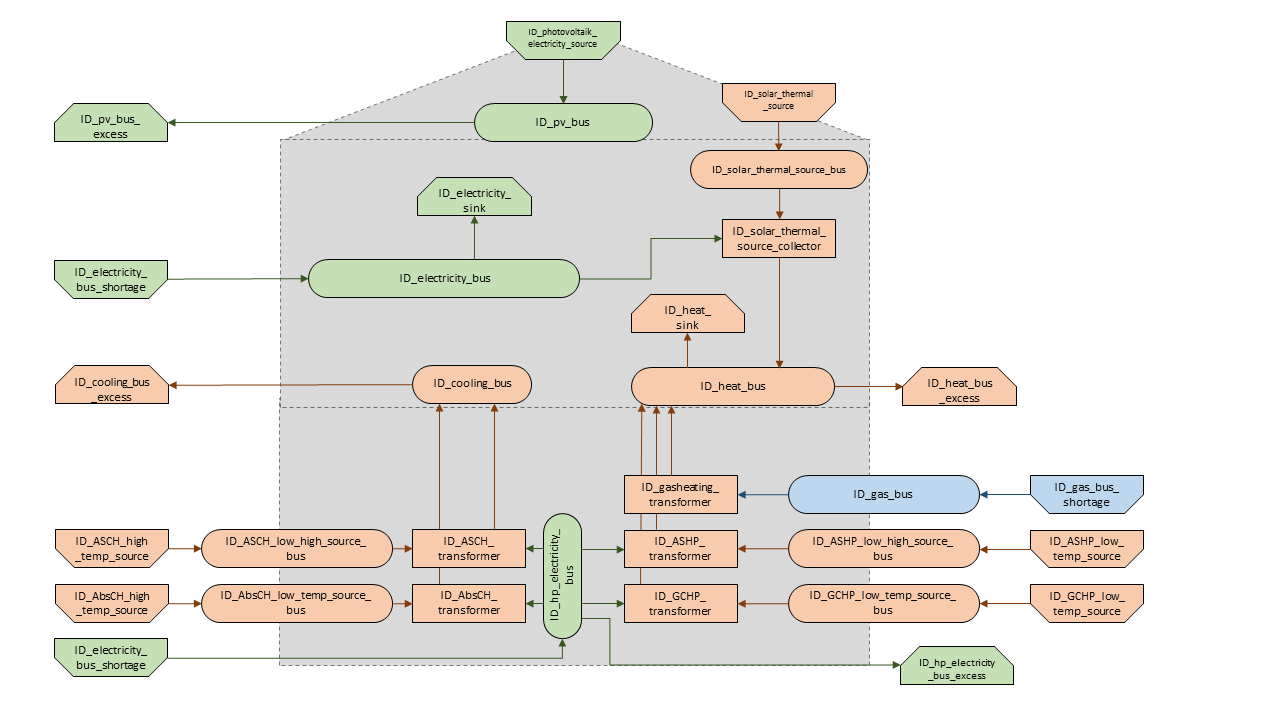 ID_photovoltaik_
electricity_source
ID_solar_thermal
_source
ID_pv_bus_
excess
ID_pv_bus
ID_solar_thermal_source_bus
ID_electricity_
sink
ID_solar_thermal_
source_collector
ID_electricity_
bus_shortage
ID_electricity_bus
ID_heat_
sink
ID_cooling_bus
_excess
ID_cooling_bus
ID_heat_bus
ID_heat_bus
_excess
ID_gasheating_
transformer
ID_gas_bus
ID_gas_bus_
shortage
ID_ASCH_high
_temp_source
ID_ASCH_low_high_source_
bus
ID_ASCH_
transformer
ID_hp_electricity_
bus
ID_ASHP_
transformer
ID_ASHP_low_high_source_
bus
ID_ASHP_low_
temp_source
ID_AbsCH_high
_temp_source
ID_AbsCH_low_temp_source_
bus
ID_AbsCH_
transformer
ID_GCHP_
transformer
ID_GCHP_low_temp_source_
bus
ID_GCHP_low_
temp_source
ID_electricity_
bus_shortage
ID_hp_electricity
_bus_excess